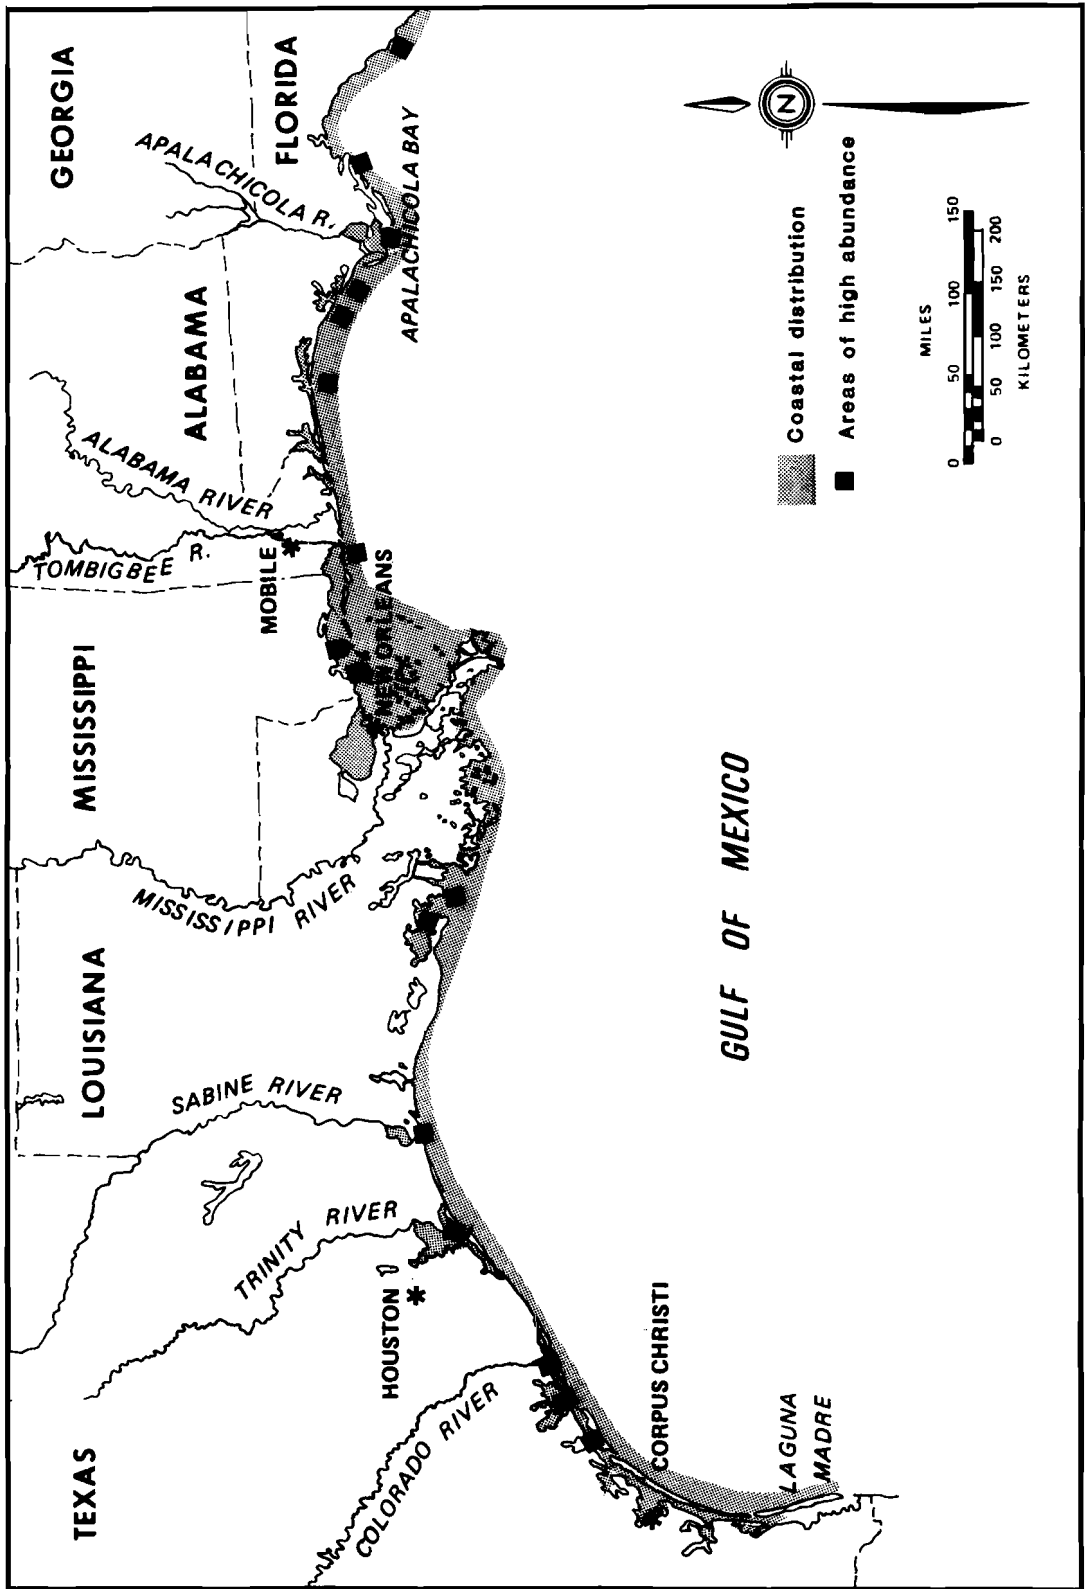 TEXAS
LOUISIANA
MISSISSIPPI
ALABAMA
GEORGIA
FLORIDA
COLORADO RIVER
TRINITY RIVER
SABINE RIVER
MISSISSIPPI RIVER
TOMBIGBEE R.
ALABAMA RIVER
APALACHICOLA R.
HOUSTON
CORPUS CHRISTI
NEW ORLEANS
MOBILE
APALACHICOLA BAY
LAGUNA
MADRE
GULF OF MEXICO
N
Coastal distribution
Areas of high abundance
MILES
0 50 100 150
0 50 100 150 200
KILOMETERS